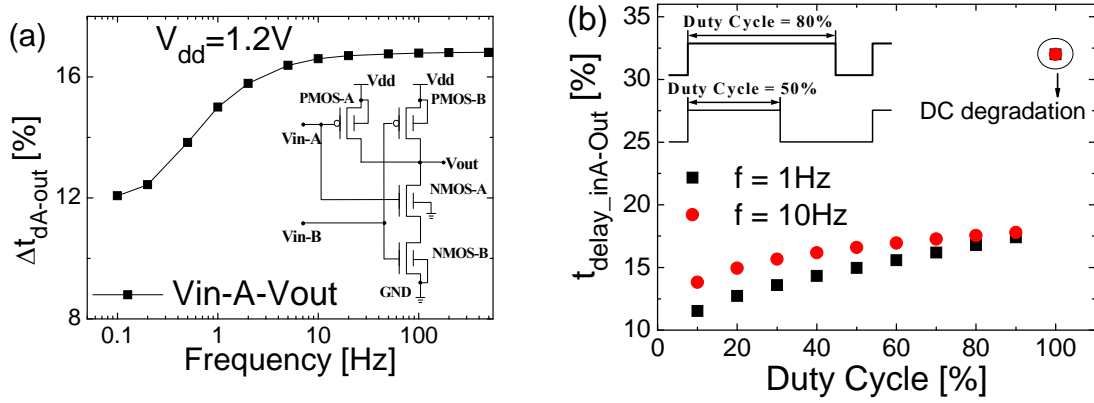 (a)
V_dd=1.2V
16
12
8
Δt_dA-out [%]
0.1
1
10
100
Frequency [Hz]
Vin-A-Vout
Vdd
Vdd
PMOS-A
PMOS-B
Vin-A
Vout
NMOS-A
Vin-B
NMOS-B
GND
(b)
35
30
25
20
15
10
t_delay_inA-Out [%]
Duty Cycle = 80%
Duty Cycle = 50%
DC degradation
f = 1Hz
f = 10Hz
0
20
40
60
80
100
Duty Cycle [%]